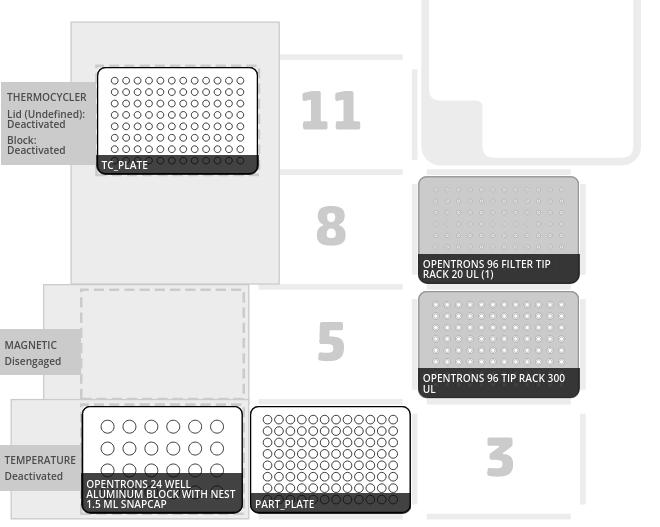 THERMOCYCLER
Lid (Undefined):
Deactivated
Block:
Deactivated
TC_PLATE
11
8
OPENTRONS 96 FILTER TIP
RACK 20 UL (1)
MAGNETIC
Disengaged
5
OPENTRONS 96 TIP RACK 300
UL
TEMPERATURE
Deactivated
OPENTRONS 24 WELL
ALUMINUM BLOCK WITH NEST
1.5 ML SNAPCAP
PART_PLATE
3